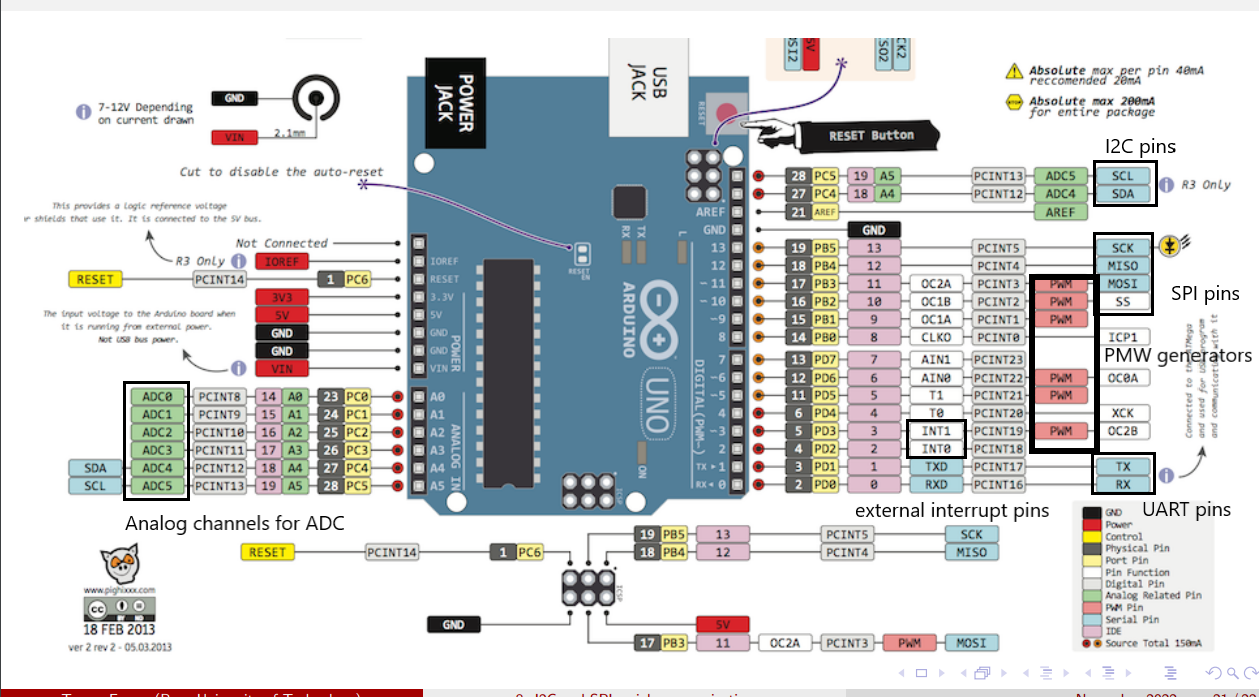 SI2
5V
SO2
CK2
POWER JACK
USB JACK
RESET
GND
7-12V Depending
on current drawn
VIN
2.1mm
Absolute max per pin 40mA
reccomended 20mA
Absolute max 200mA
for entire package
RESET Button
Cut to disable the auto-reset
I2C pins
28 PC5 19 A5 PCINT13 ADC5 SCL
27 PC4 18 A4 PCINT12 ADC4 SDA
R3 Only
21 AREF AREF
GND
This provides a logic reference voltage
shields that use it. It is connected to the 5V bus.
Not Connected
R3 Only IOREF
RESET PCINT14 1 PC6
3V3
5V
GND
GND
VIN
The input voltage to the Arduino board when
it is running from external power.
Not USB bus power.
IOREF
RESET
3.3V
5V
GND
GND
VIN
POWER
RX
TX
L
RESET EN
ARDUINO
UNO
AREF
GND
13
12
~11
~10
~9
8
7
~6
~5
4
~3
2
TX 1
RX 0
DIGITAL(PWM~)
ANALOG IN
A0
A1
A2
A3
A4
A5
ON
ICSP
19 PB5 13 PCINT5 SCK
18 PB4 12 PCINT4 MISO
17 PB3 11 OC2A PCINT3 PWM MOSI
16 PB2 10 OC1B PCINT2 PWM SS
15 PB1 9 OC1A PCINT1 PWM
14 PB0 8 CLKO PCINT0 ICP1
SPI pins
PMW generators
13 PD7 7 AIN1 PCINT23
12 PD6 6 AIN0 PCINT22 PWM OC0A
11 PD5 5 T1 PCINT21 PWM
6 PD4 4 T0 PCINT20 XCK
5 PD3 3 INT1 PCINT19 PWM OC2B
4 PD2 2 INT0 PCINT18
3 PD1 1 TXD PCINT17 TX
2 PD0 0 RXD PCINT16 RX
Connected to the ATMega
and used for USB program
and communication with it
ADC0 PCINT8 14 A0 23 PC0
ADC1 PCINT9 15 A1 24 PC1
ADC2 PCINT10 16 A2 25 PC2
ADC3 PCINT11 17 A3 26 PC3
SDA ADC4 PCINT12 18 A4 27 PC4
SCL ADC5 PCINT13 19 A5 28 PC5
Analog channels for ADC
external interrupt pins
UART pins
19 PB5 13 PCINT5 SCK
18 PB4 12 PCINT4 MISO
RESET PCINT14 1 PC6
ICSP
GND
5V
17 PB3 11 OC2A PCINT3 PWM MOSI
GND
Power
Control
Physical Pin
Port Pin
Pin Function
Digital Pin
Analog Related Pin
PWM Pin
Serial Pin
IDE
Source Total 150mA
www.pighixxx.com
cc
BY
ND
18 FEB 2013
ver 2 rev 2 - 05.03.2013